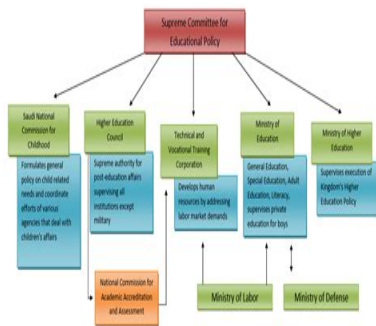 Supreme Committee for
Educational Policy
Saudi National
Commission for
Childhood
Formulates general
policy on child related
needs and coordinate
efforts of various
agencies that deal with
children's affairs
Higher Education
Council
Supreme authority for
post-education affairs
supervising all
institutions except
military
Technical and
Vocational Training
Corporation
Develops human
resources by addressing
labor market demands
Ministry of
Education
General Education,
Special Education, Adult
Education, Literacy,
supervises private
education for boys
Ministry of Higher
Education
Supervises execution of
Kingdom's Higher
Education Policy
National Commission for
Academic Accreditation
and Assessment
Ministry of Labor
Ministry of Defense